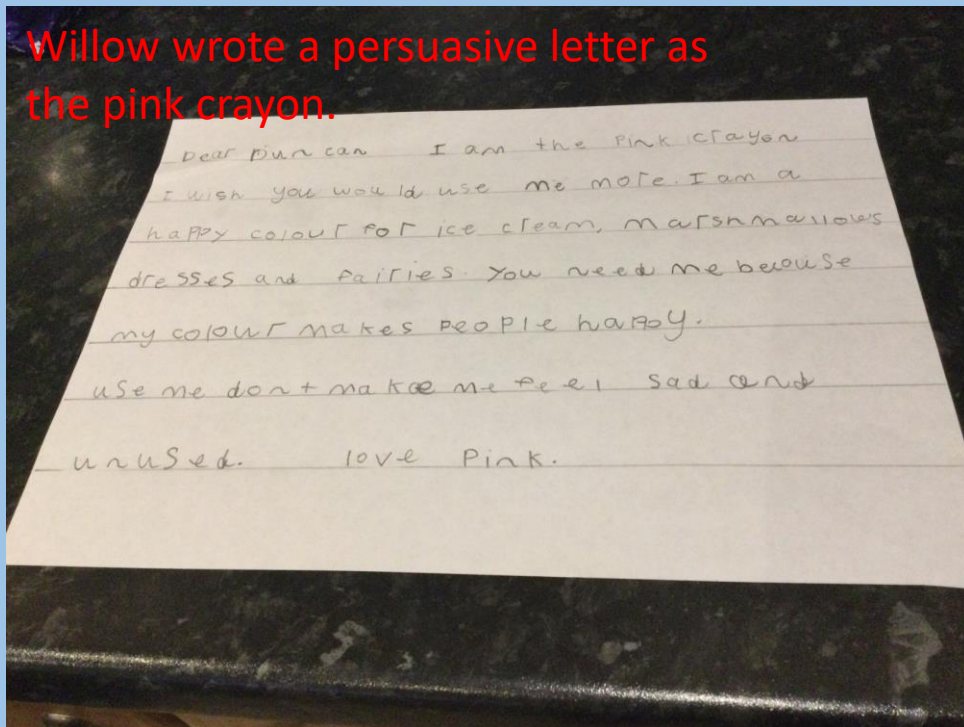 Willow wrote a persuasive letter as
the pink crayon.
Dear Duncan I am the Pink crayon
I wish you would use me more. I am a
happy colour for ice cream, marshmallows
dresses and fairies. You need me becouse
my colour makes people happy.
use me dont make me feel sad and
unused. love Pink.